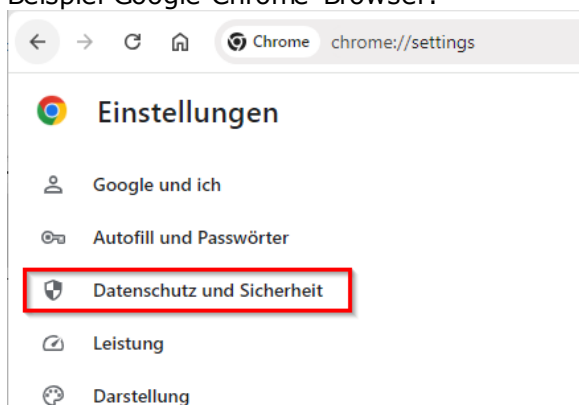 Beispiel Google Chrome Browser:
Chrome chrome://settings
Einstellungen
Google und ich
Autofill und Passwörter
Datenschutz und Sicherheit
Leistung
Darstellung